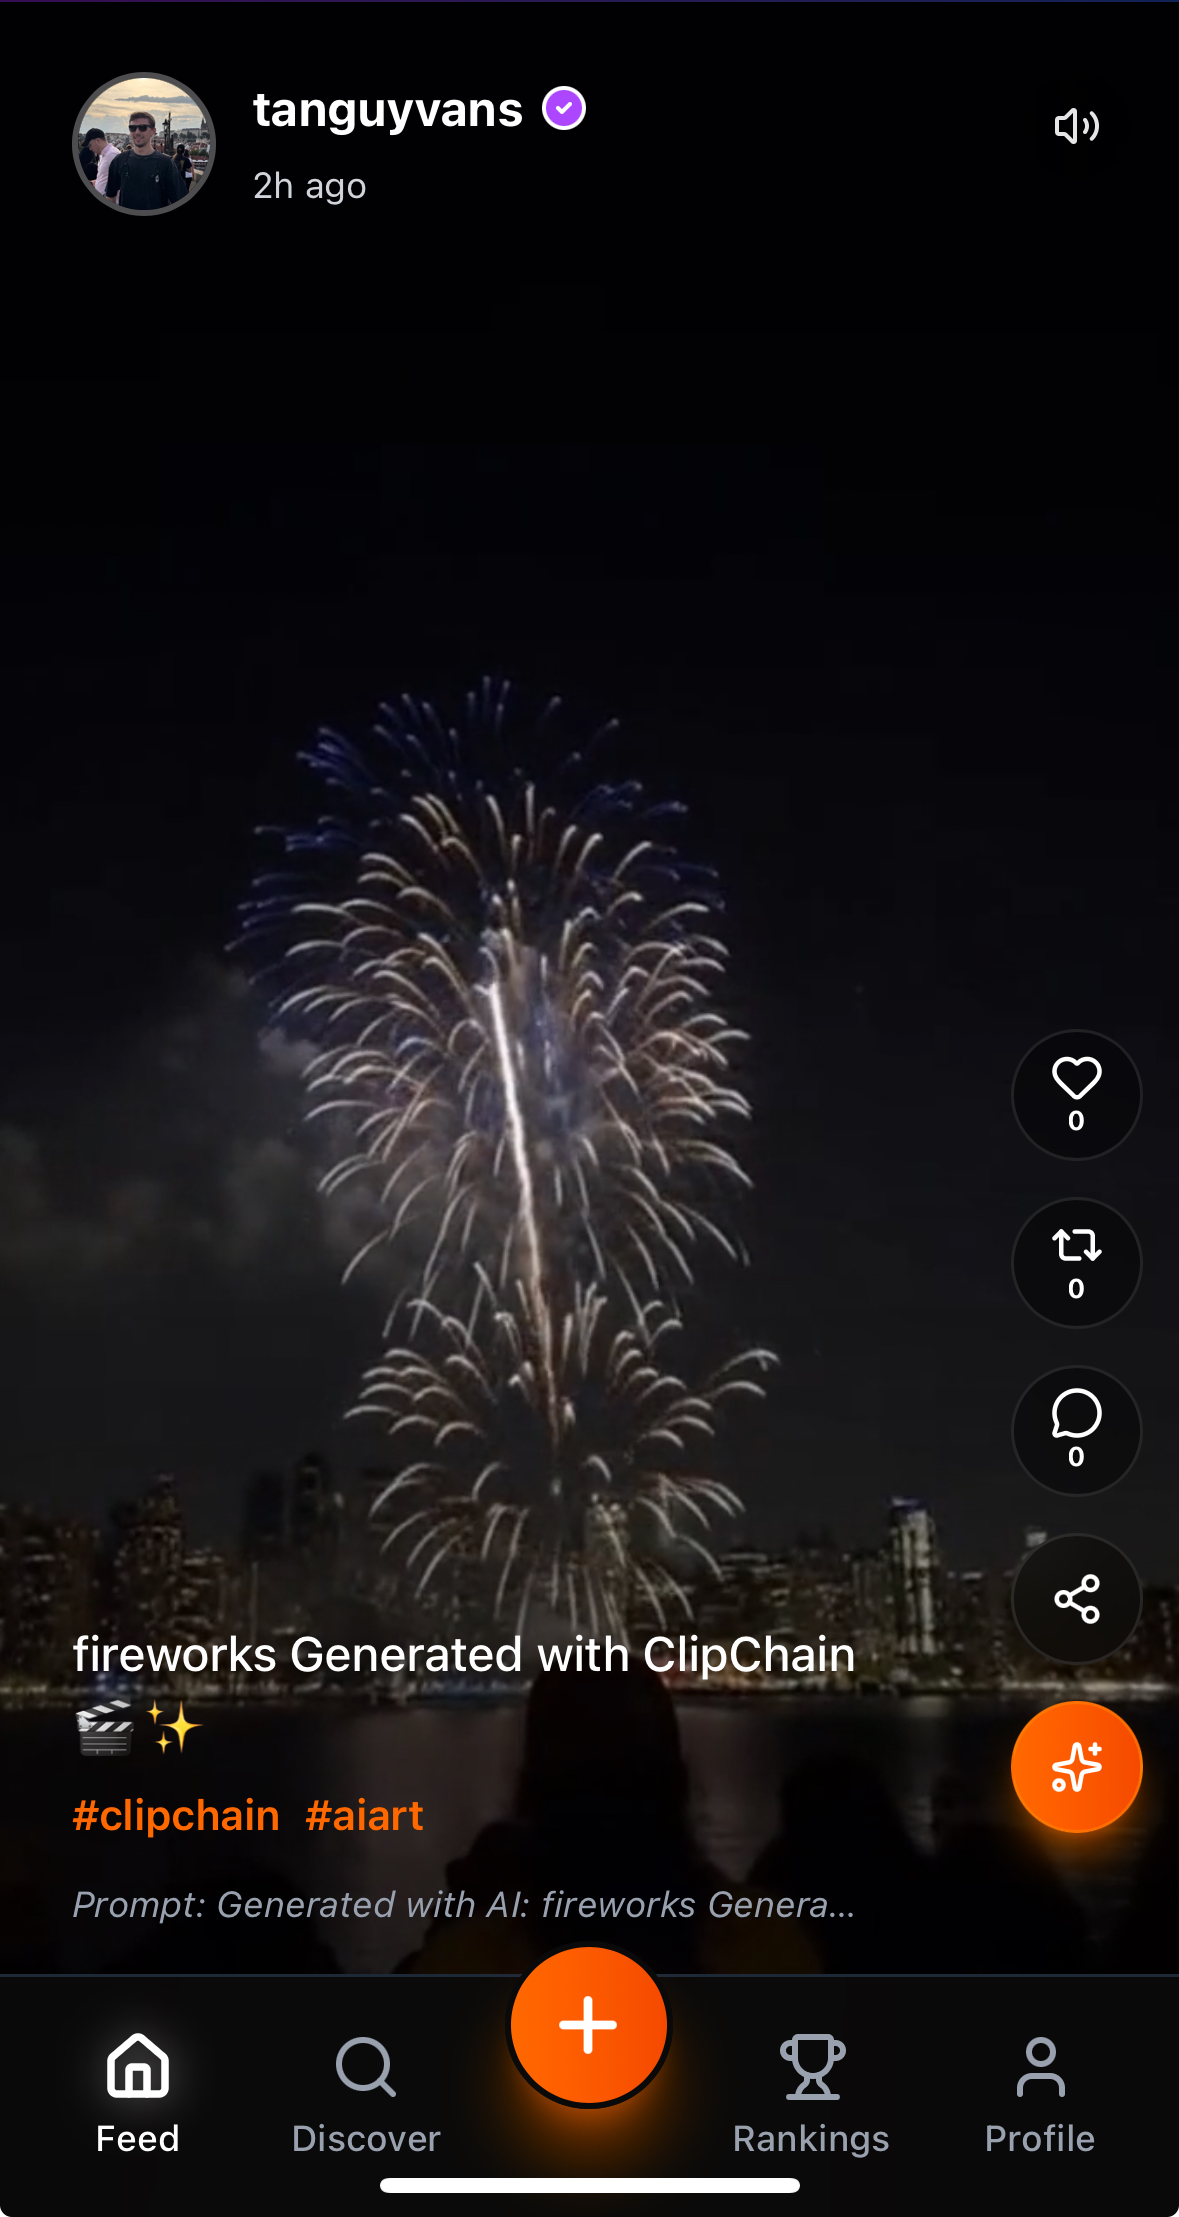 tanguyvans
2h ago
0
0
0
fireworks Generated with ClipChain
🎬✨
#clipchain #aiart
Prompt: Generated with AI: fireworks Genera...
Feed
Discover
Rankings
Profile